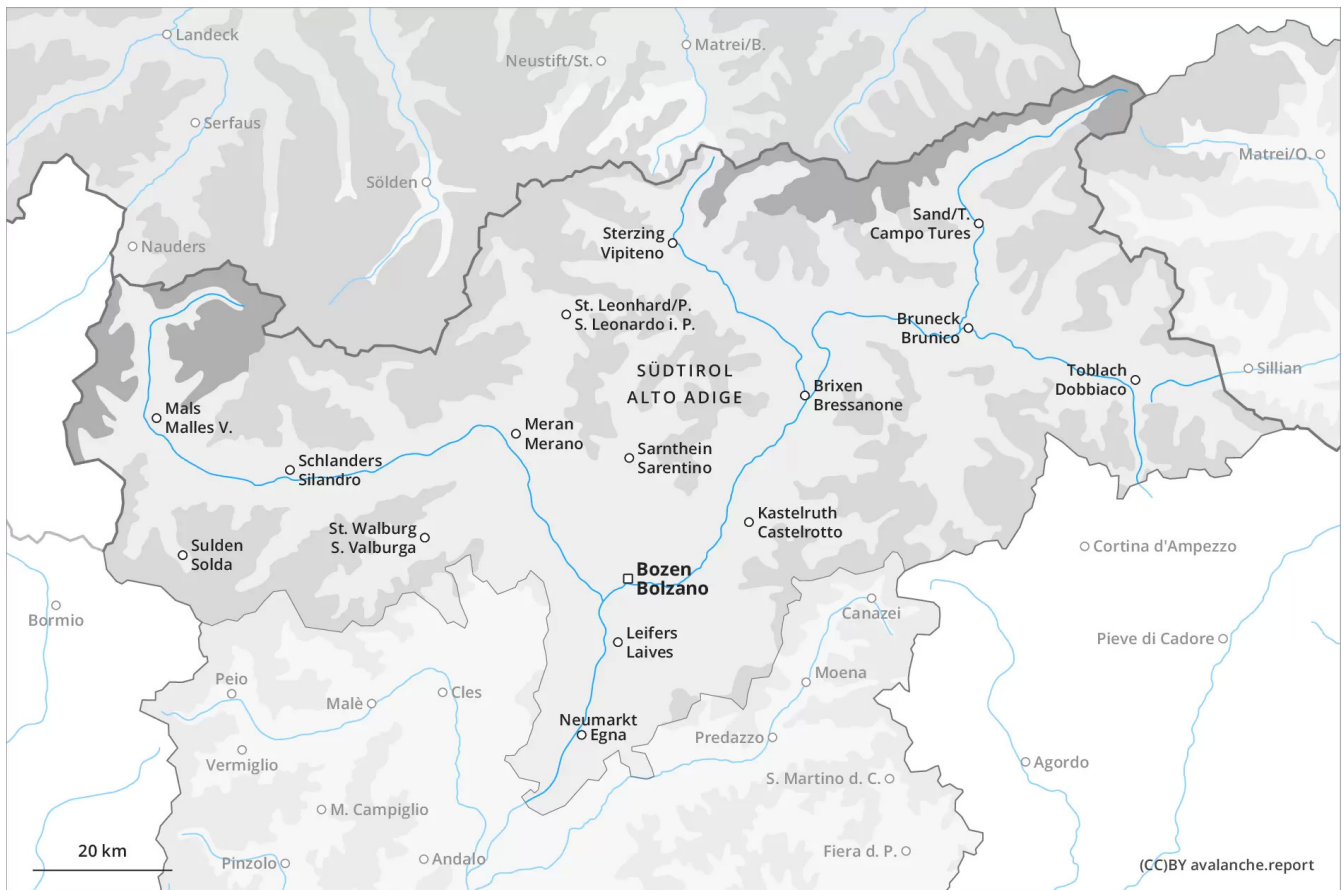 Landeck
Matrei/B.
Neustift/St.
Serfaus
Matrei/O.
Sölden
Sand/T.
Campo Tures
Sterzing
Vipiteno
Nauders
St. Leonhard/P.
S. Leonardo i. P.
Bruneck
Brunico
SÜDTIROL
ALTO ADIGE
Toblach
Dobbiaco
Sillian
Brixen
Bressanone
Mals
Malles V.
Meran
Merano
Sarnthein
Sarentino
Schlanders
Silandro
Kastelruth
Castelrotto
St. Walburg
S. Valburga
Sulden
Solda
Cortina d'Ampezzo
Bozen
Bolzano
Bormio
Canazei
Leifers
Laives
Pieve di Cadore
Peio
Moena
Malè
Cles
Neumarkt
Egna
Predazzo
Vermiglio
Agordo
S. Martino d. C.
M. Campiglio
20 km
Pinzolo
Andalo
Fiera d. P.
(CC)BY avalanche.report